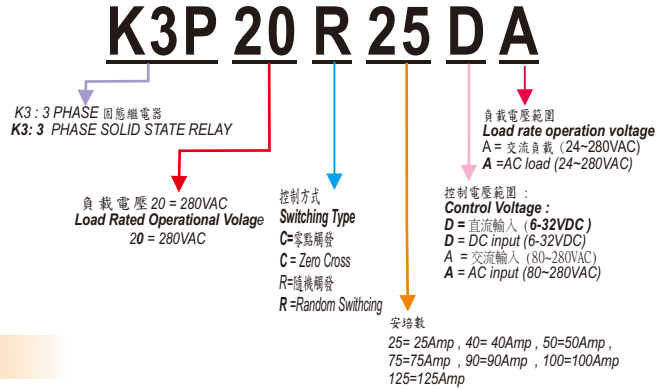 K3P 20 R 25 D A
K3 : 3 PHASE 固態繼電器
K3: 3 PHASE SOLID STATE RELAY
負載電壓 20 = 280VAC
Load Rated Operational Volage
20 = 280VAC
控制方式
Switching Type
C=零點觸發
C = Zero Cross
R=隨機觸發
R =Random Swithcing
安培數
25= 25Amp , 40= 40Amp , 50=50Amp ,
75=75Amp , 90=90Amp , 100=100Amp
125=125Amp
控制電壓範圍 :
Control Voltage :
D = 直流輸入 (6-32VDC )
D = DC input (6-32VDC)
A = 交流輸入 (80~280VAC)
A = AC input (80~280VAC)
負載電壓範圍
Load rate operation voltage
A = 交流負載 (24~280VAC)
A =AC load (24~280VAC)